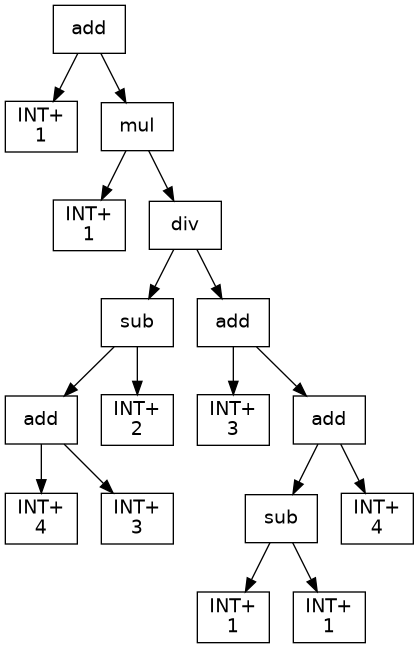 add
INT+
1
mul
INT+
1
div
sub
add
add
INT+
2
INT+
3
add
INT+
4
INT+
3
sub
INT+
4
INT+
1
INT+
1